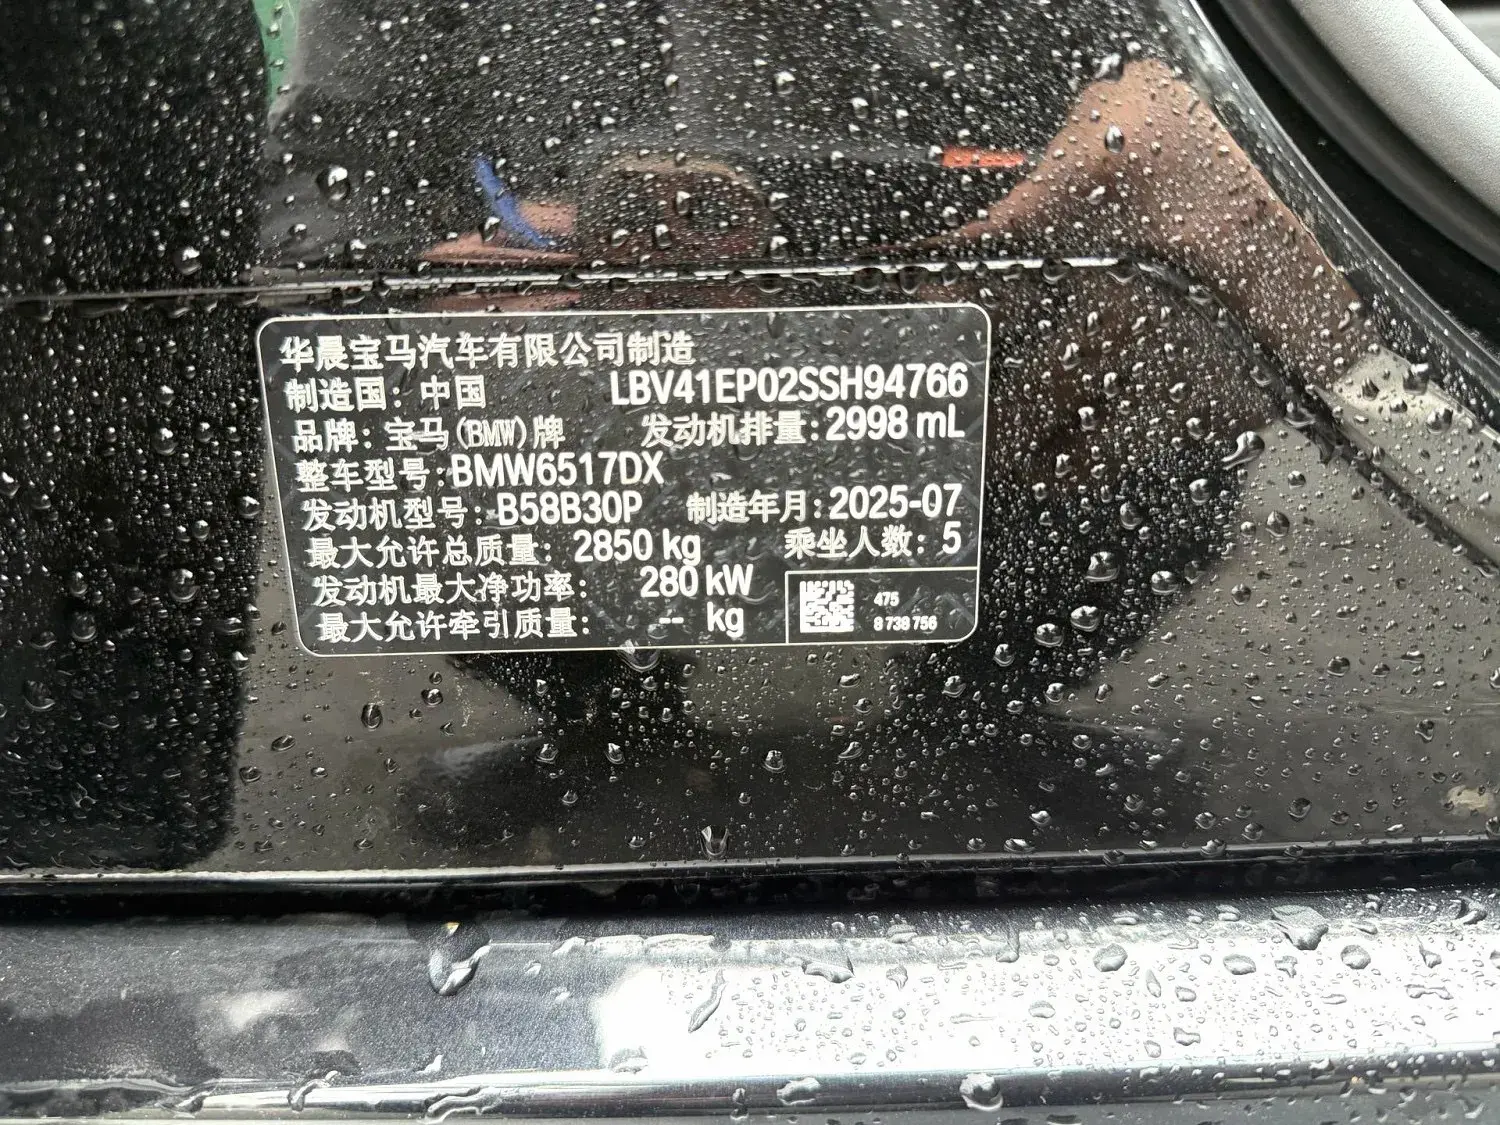 华晨宝马汽车有限公司制造
制造国：中国 LBV41EP02SSH94766
品牌：宝马(BMW)牌 发动机排量：2998 mL
整车型号：BMW6517DX
发动机型号：B58B30P 制造年月：2025-07
最大允许总质量：2850 kg 乘坐人数：5
发动机最大净功率：280 kW
最大允许牵引质量：-- kg
475
8 738 756